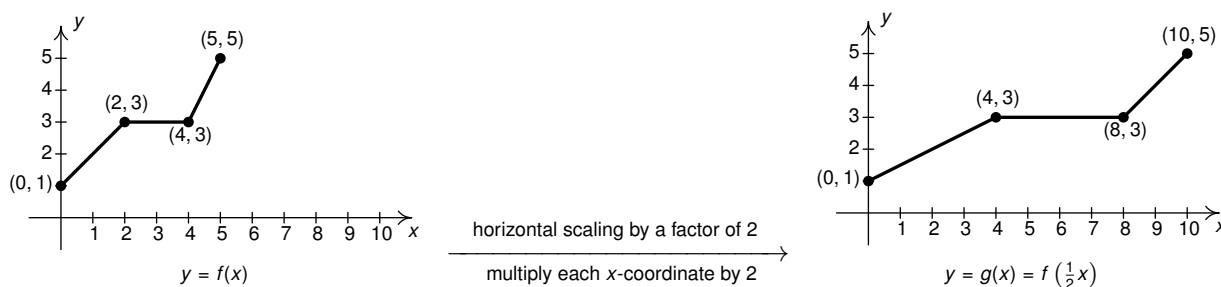 y
(5, 5)
5
4
(2, 3)
3
(4, 3)
2
(0, 1)
1 2 3 4 5 6 7 8 9 10 x
y = f(x)
horizontal scaling by a factor of 2
multiply each x-coordinate by 2
y
(10, 5)
5
4
(4, 3)
3
(8, 3)
2
(0, 1)
1 2 3 4 5 6 7 8 9 10 x
y = g(x) = f (1/2 x)